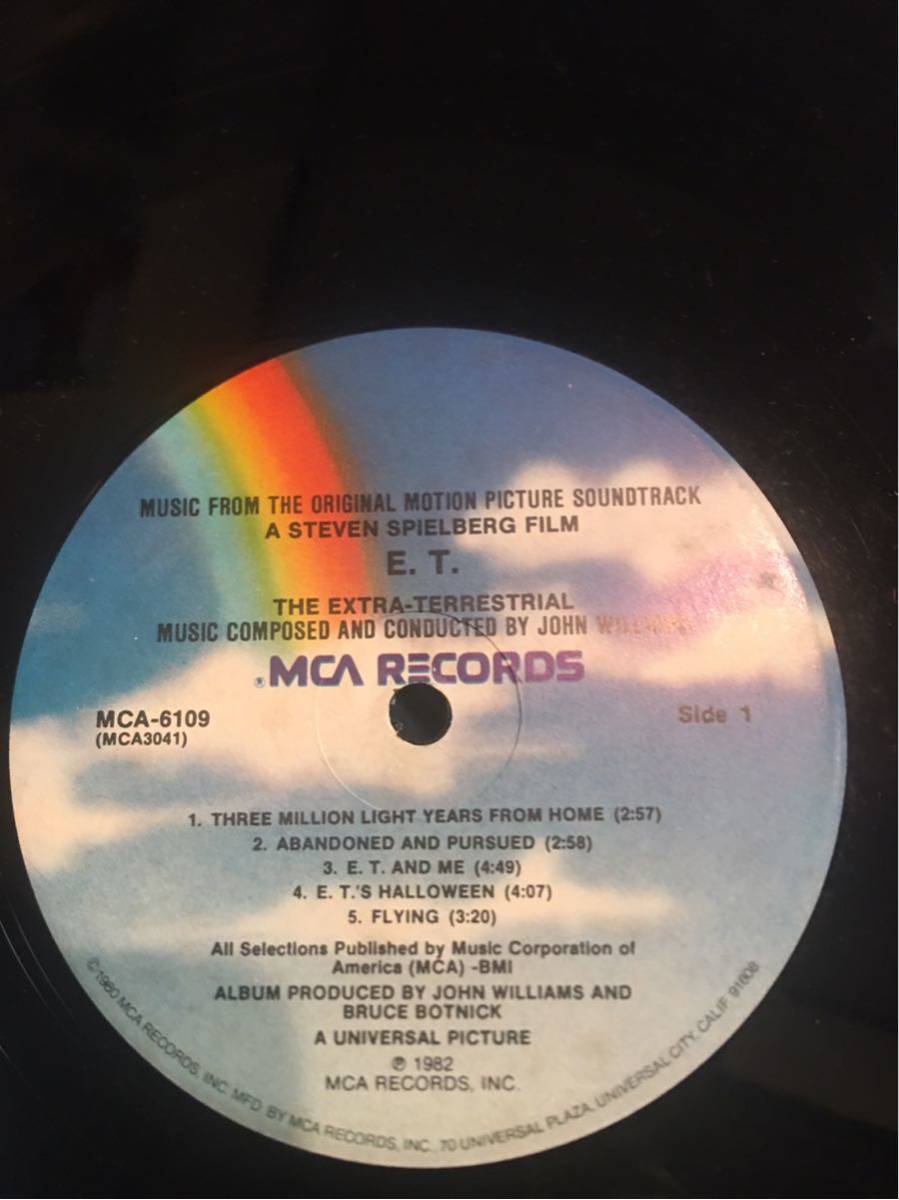 MUSIC FROM THE ORIGINAL MOTION PICTURE SOUNDTRACK
A STEVEN SPIELBERG FILM
E. T.
THE EXTRA-TERRESTRIAL
MUSIC COMPOSED AND CONDUCTED BY JOHN WILLIAMS
®MCA RECORDS
MCA-6109
(MCA3041)
Side 1
1. THREE MILLION LIGHT YEARS FROM HOME (2:57)
2. ABANDONED AND PURSUED (2:58)
3. E. T. AND ME (4:49)
4. E. T.'S HALLOWEEN (4:07)
5. FLYING (3:20)
All Selections Published by Music Corporation of
America (MCA) -BMI
ALBUM PRODUCED BY JOHN WILLIAMS AND
BRUCE BOTNICK
A UNIVERSAL PICTURE
℗ 1982
MCA RECORDS, INC.
©1980 MCA RECORDS, INC. MFD. BY MCA RECORDS, INC., 70 UNIVERSAL PLAZA, UNIVERSAL CITY, CALIF. 91608